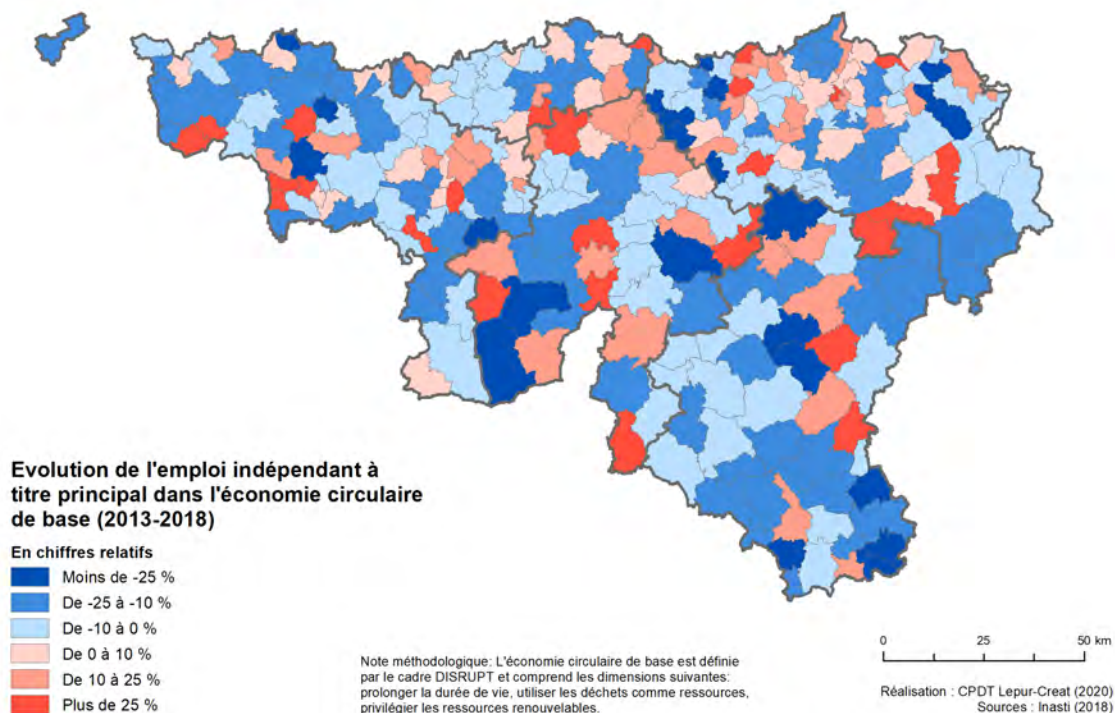 Evolution de l'emploi indépendant à
titre principal dans l'économie circulaire
de base (2013-2018)
En chiffres relatifs
Moins de -25 %
De -25 à -10 %
De -10 à 0 %
De 0 à 10 %
De 10 à 25 %
Plus de 25 %
Note méthodologique: L'économie circulaire de base est définie
par le cadre DISRUPT et comprend les dimensions suivantes:
prolonger la durée de vie, utiliser les déchets comme ressources,
privilégier les ressources renouvelables.
0 25 50 km
Réalisation : CPDT Lepur-Creat (2020)
Sources : Inasti (2018)